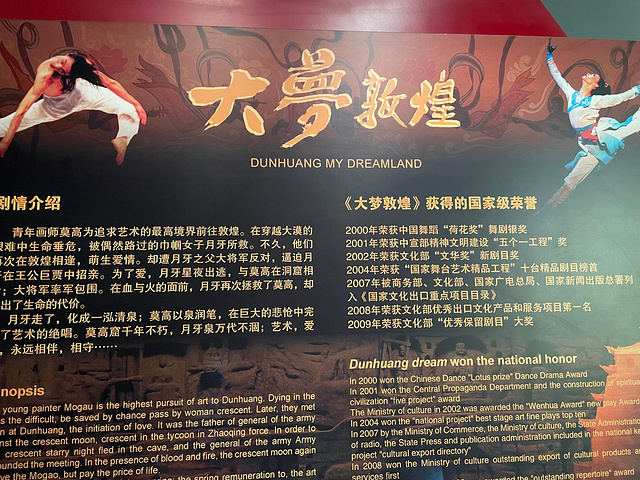 大梦敦煌
DUNHUANG MY DREAMLAND
剧情介绍
青年画师莫高为追求艺术的最高境界前往敦煌。在穿越大漠的
艰难中生命垂危，被偶然路过的巾帼女子月牙所救。不久，他们
再次在敦煌相逢，萌生爱情。却遭月牙之父大将军反对，逼迫月
在王公巨贾中招亲。为了爱，月牙星夜出逃，与莫高在洞窟相
；大将军率军包围。在血与火的面前，月牙再次拯救了莫高，却
出了生命的代价。
月牙走了，化成一泓清泉；莫高以泉润笔，在巨大的悲怆中完
了艺术的绝唱。莫高窟千年不朽，月牙泉万代不涸；艺术，爱
，永远相伴，相守……
《大梦敦煌》获得的国家级荣誉
2000年荣获中国舞蹈“荷花奖”舞剧银奖
2001年荣获中宣部精神文明建设“五个一工程”奖
2002年荣获文化部“文华奖”新剧目奖
2004年荣获“国家舞台艺术精品工程”十台精品剧目榜首
2007年被商务部、文化部、国家广电总局、国家新闻出版总署列
入《国家文化出口重点项目目录》
2008年荣获文化部优秀出口文化产品和服务项目第一名
2009年荣获文化部“优秀保留剧目”大奖
nopsis
young painter Mogau is the highest pursuit of art to Dunhuang. Dying in the
s the difficult; be saved by chance pass by woman crescent. Later, they met
n at Dunhuang, the initiation of love. It was the father of general of the army
nst the crescent moon, crescent in the tycoon in Zhaoqing force. In order to
crescent starry night fled in the cave, and the general of the army Army
ounded the meeting. In the presence of blood and fire, the crescent moon again
ve the Mogao, but pay the price of life.
the spring remuneration to, the art
Dunhuang dream won the national honor
In 2000 won the Chinese Dance "Lotus prize" Dance Drama Award
In 2001 won the Central Propaganda Department and the construction of spiritual
civilization "five project" award
The Ministry of culture in 2002 was awarded the "Wenhua Award" new play Award
In 2004 won the "national project" best stage art line plays top ten
In 2007 by the Ministry of Commerce, the Ministry of culture, the State Administratio
of radio, the State Press and publication administration included in the national ke
project "cultural export directory"
In 2008 won the Ministry of culture outstanding export of cultural products an
services first
awarded the "outstanding repertoire" award